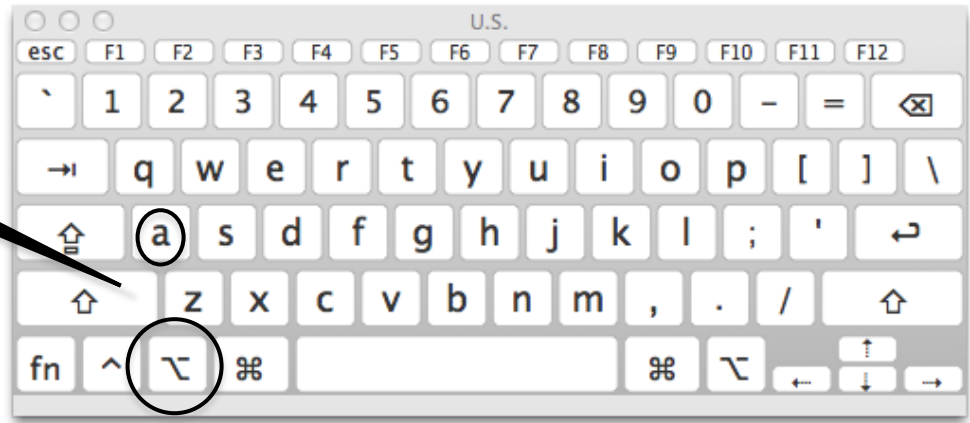 U.S.
esc F1 F2 F3 F4 F5 F6 F7 F8 F9 F10 F11 F12
` 1 2 3 4 5 6 7 8 9 0 - = ⌫
⇥ q w e r t y u i o p [ ] \
⇪ a s d f g h j k l ; ' ↩
⇧ z x c v b n m , . / ⇧
fn ^ ⌥ ⌘ ⌘ ⌥ ← ↑ ↓ →